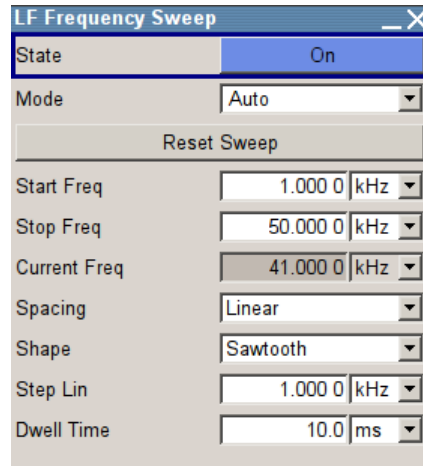 LF Frequency Sweep
State On
Mode Auto
Reset Sweep
Start Freq 1.000 0 kHz
Stop Freq 50.000 0 kHz
Current Freq 41.000 0 kHz
Spacing Linear
Shape Sawtooth
Step Lin 1.000 0 kHz
Dwell Time 10.0 ms